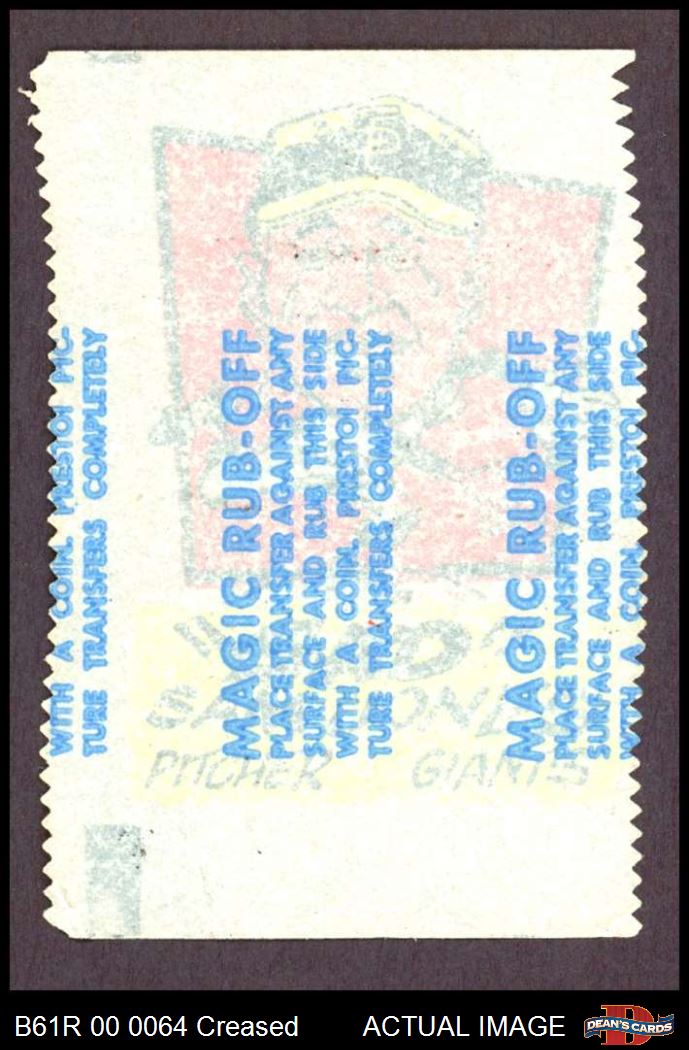 WITH A COIN. PRESTO! PIC-
TURE TRANSFERS COMPLETELY
MAGIC RUB-OFF
PLACE TRANSFER AGAINST ANY
SURFACE AND RUB THIS SIDE
WITH A COIN. PRESTO! PIC-
TURE TRANSFERS COMPLETELY
MAGIC RUB-OFF
PLACE TRANSFER AGAINST ANY
SURFACE AND RUB THIS SIDE
WITH A COIN. PRESTO! PIC-
"SAD"
PITCHER GIANTS
B61R 00 0064 Creased ACTUAL IMAGE DEAN'S CARDS